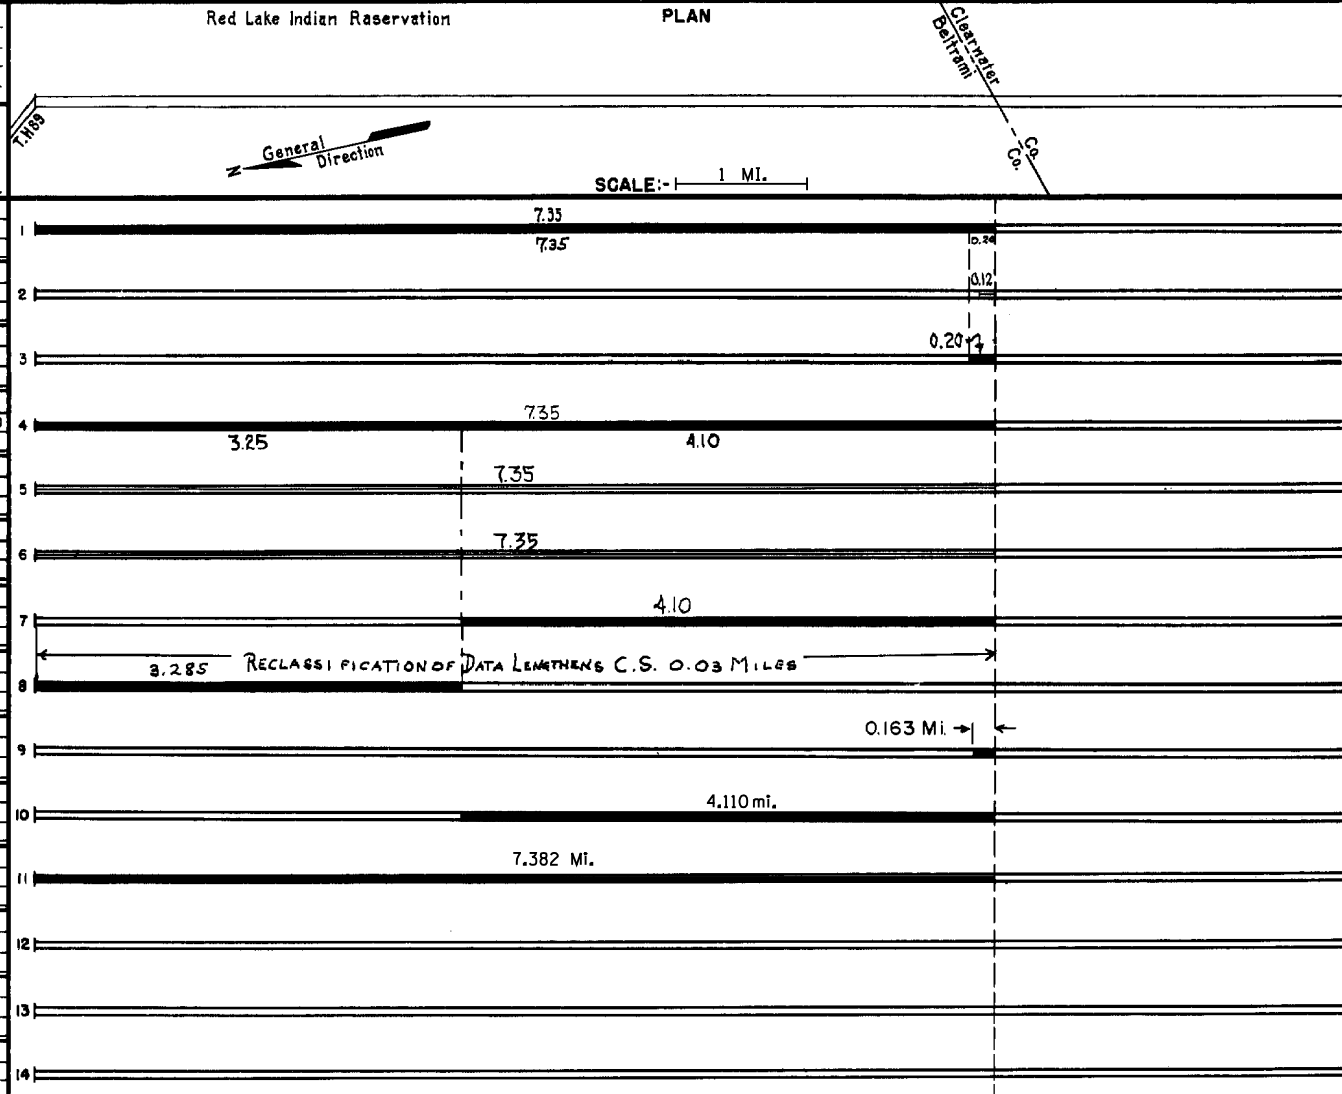 Red Lake Indian Raservation
PLAN
Clearwater Co.
Beltrami Co.
T.H89
N
General Direction
SCALE:- 1 MI.
1
7.35
7.35
0.24
2
0.12
3
0.20
4
7.35
3.25
4.10
5
7.35
6
7.35
7
4.10
RECLASSIFICATION OF DATA LENGTHENS C.S. 0.03 MILES
3.285
8
0.163 Mi.
9
4.110 mi.
10
7.382 Mi.
11
12
13
14